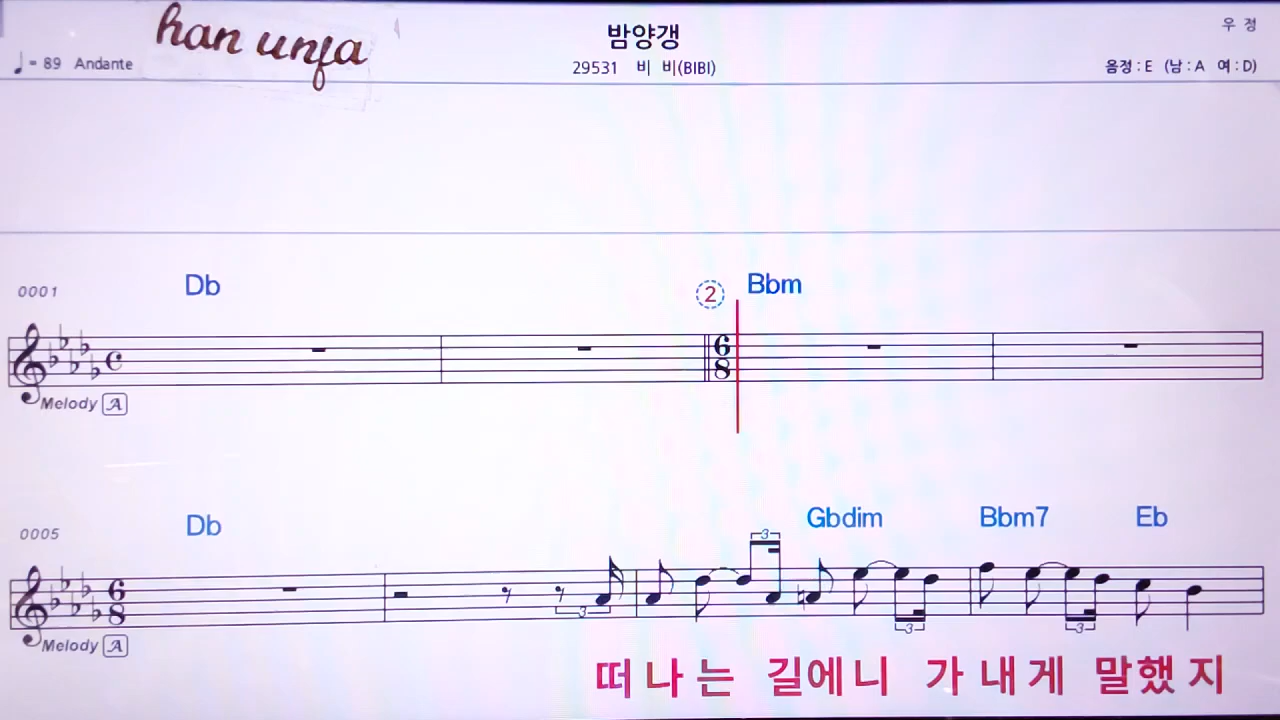 han unfa
밤양갱
우 정
♩= 89 Andante
29531 비 비(BIBI)
음정 : E (남 : A 여 : D)
0001 Db ② Bbm
6 8
Melody A
0005 Db Gbdim Bbm7 Eb
3 3 3 3
6 8
Melody A
떠 나 는 길에니 가 내 게 말했 지